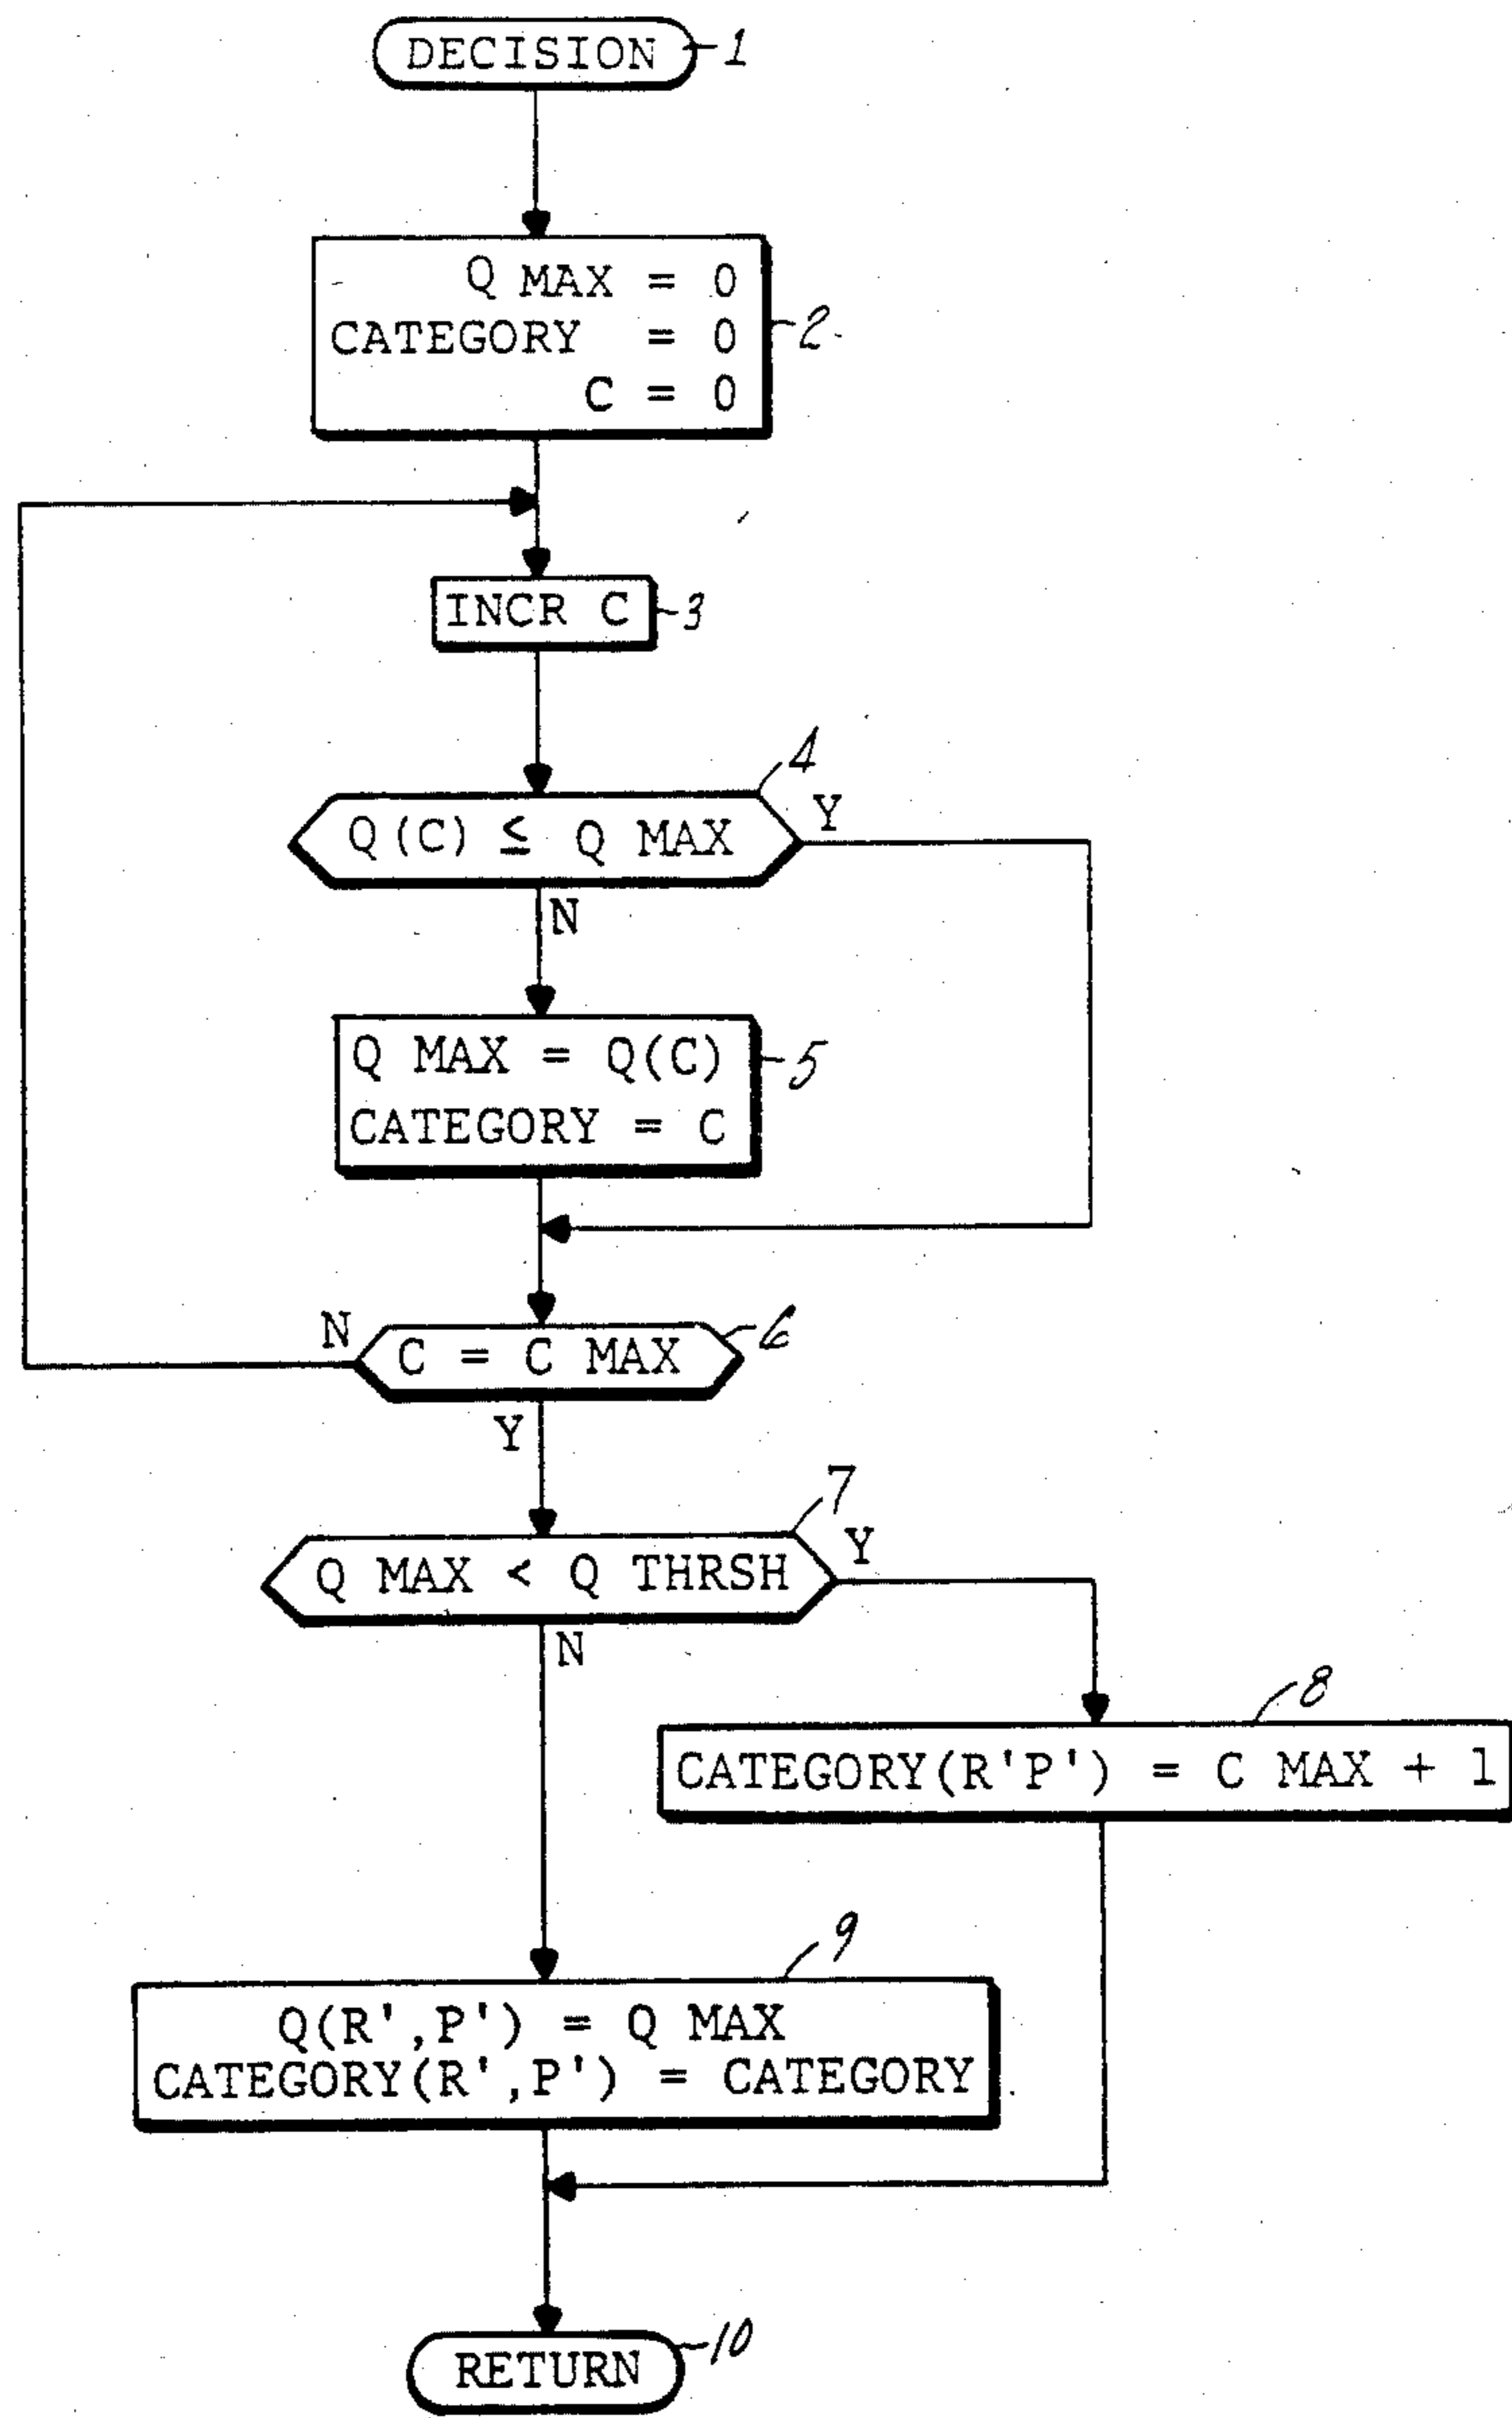 DECISION 1
Q MAX = 0
CATEGORY = 0
C = 0
2
INCR C 3
4
Q(C) ≤ Q MAX Y
N
Q MAX = Q(C)
CATEGORY = C
5
6
N C = C MAX
Y
7
Q MAX < Q THRSH Y
N
8
CATEGORY(R'P') = C MAX + 1
9
Q(R',P') = Q MAX
CATEGORY(R',P') = CATEGORY
RETURN 10